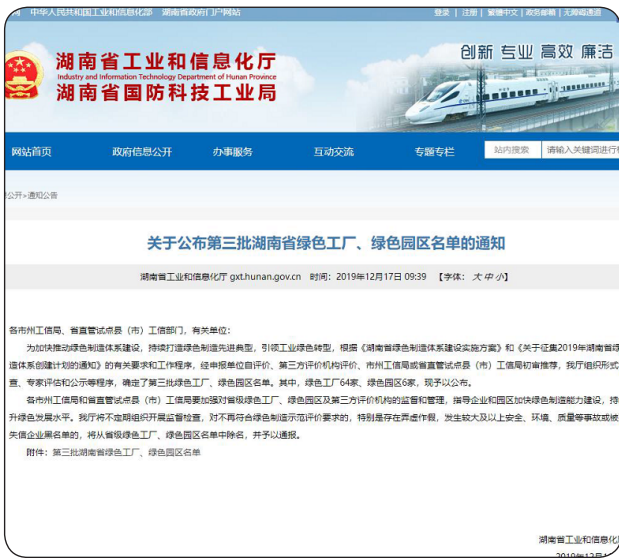 中华人民共和国工业和信息化部 湖南省政府门户网站
登录 | 注册 | 繁體中文 | 政务邮箱 | 无障碍通道
湖南省工业和信息化厅
Industry and Information Technology Department of Hunan Province
湖南省国防科技工业局
创新 专业 高效 廉洁
网站首页 政府信息公开 办事服务 互动交流 专题专栏 站内搜索 请输入关键词进行
公开>通知公告
关于公布第三批湖南省绿色工厂、绿色园区名单的通知
湖南省工业和信息化厅 gxt.hunan.gov.cn 时间：2019年12月17日 09:39 【字体： 大 中 小】
各市州工信局、省直管试点县（市）工信部门，有关单位：
为加快推动绿色制造体系建设，持续打造绿色制造先进典型，引领工业绿色转型，根据《湖南省绿色制造体系建设实施方案》和《关于征集2019年湖南省绿
造体系创建计划的通知》的有关要求和工作程序，经申报单位自评价、第三方评价机构评价、市州工信局或省直管试点县（市）工信局初审推荐，我厅组织形式
查、专家评估和公示等程序，确定了第三批绿色工厂、绿色园区名单。其中，绿色工厂64家、绿色园区6家，现予以公布。
各市州工信局和省直管试点县（市）工信局要加强对省级绿色工厂、绿色园区及第三方评价机构的监督和管理，指导企业和园区加快绿色制造能力建设，持
升绿色发展水平。我厅将不定期组织开展监督检查，对不再符合绿色制造示范评价要求的，特别是存在弄虚作假，发生较大及以上安全、环境、质量等事故或被
失信企业黑名单的，将从省级绿色工厂、绿色园区名单中除名，并予以通报。
附件：第三批湖南省绿色工厂、绿色园区名单
湖南省工业和信息化
2019年12月1